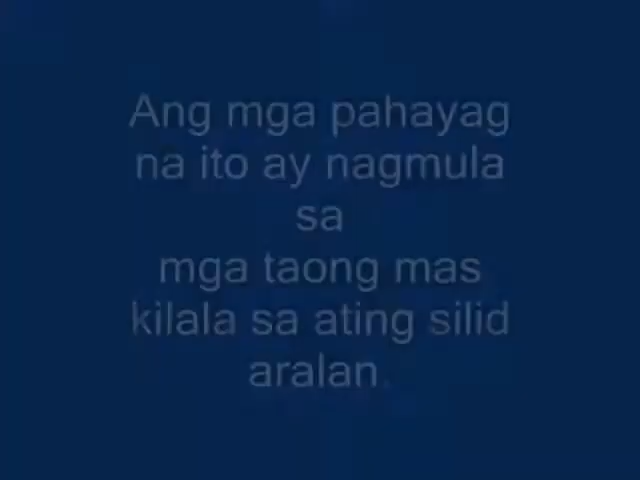 Ang mga pahayag
na ito ay nagmula
sa
mga taong mas
kilala sa ating silid
aralan.